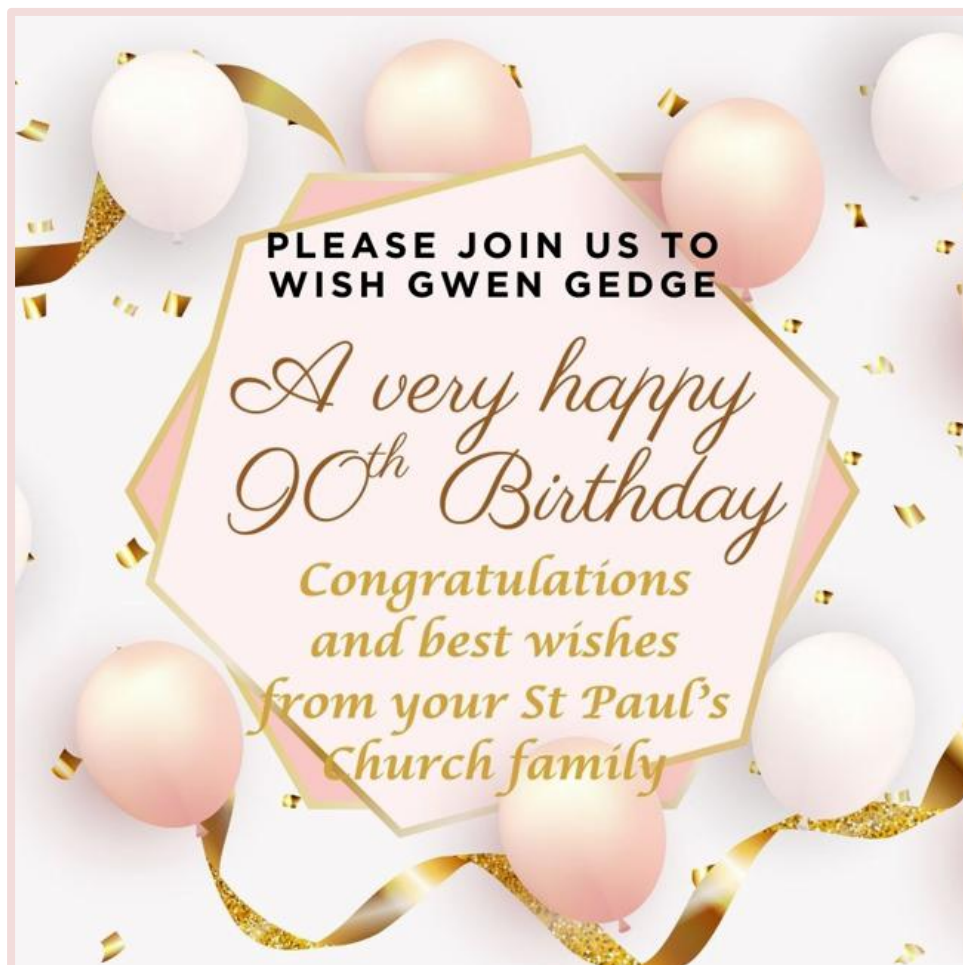 PLEASE JOIN US TO
WISH GWEN GEDGE
A very happy
90th Birthday
Congratulations
and best wishes
from your St Paul's
Church family